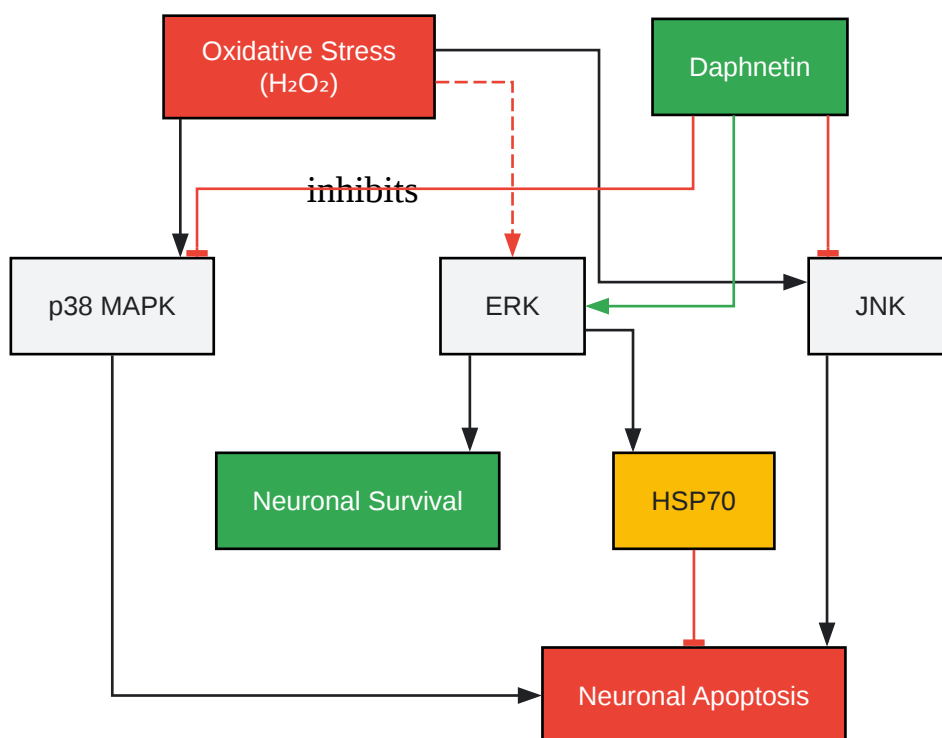 Oxidative Stress
(H₂O₂)
Daphnetin
inhibits
p38 MAPK
ERK
JNK
Neuronal Survival
HSP70
Neuronal Apoptosis